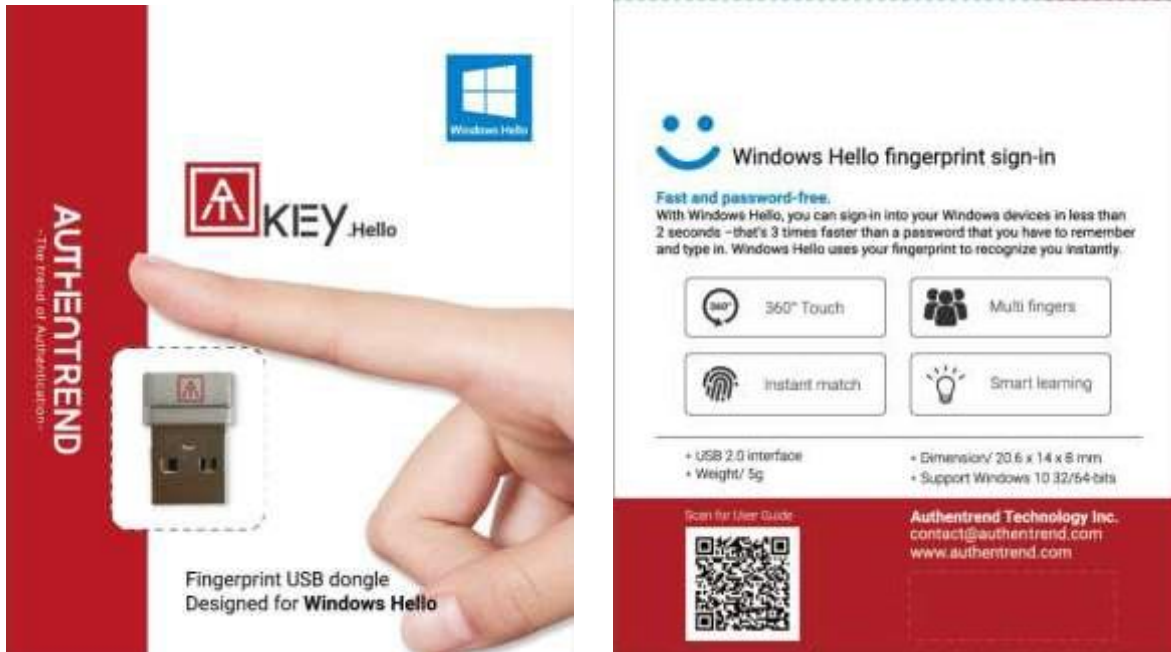 AUTHENTREND
-The trend of Authentication-
Windows Hello
AT
KEY.Hello
Fingerprint USB dongle
Designed for Windows Hello
Windows Hello fingerprint sign-in
Fast and password-free.
With Windows Hello, you can sign-in into your Windows devices in less than
2 seconds –that's 3 times faster than a password that you have to remember
and type in. Windows Hello uses your fingerprint to recognize you instantly.
360°
360° Touch
Multi fingers
Instant match
Smart learning
• USB 2.0 interface
• Weight/ 5g
• Dimension/ 20.6 x 14 x 8 mm
• Support Windows 10 32/64-bits
Scan for User Guide
Authentrend Technology Inc.
contact@authentrend.com
www.authentrend.com